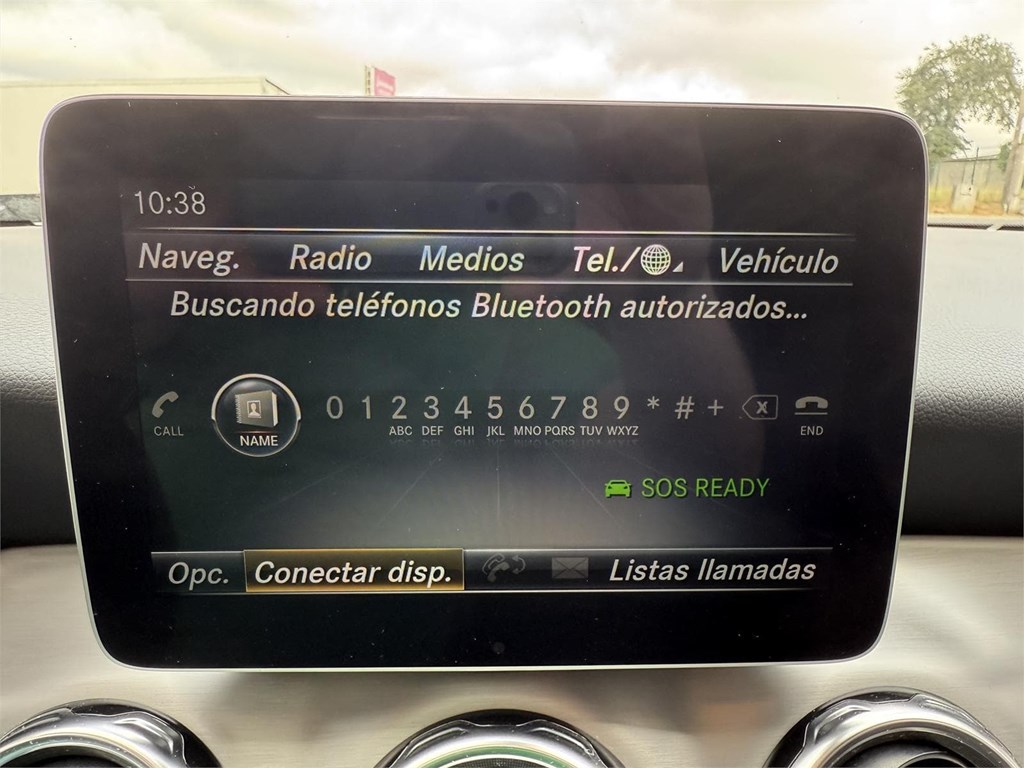 10:38
Naveg. Radio Medios Tel./ Vehículo
Buscando teléfonos Bluetooth autorizados...
0 1 2 3 4 5 6 7 8 9 * # + X
CALL NAME ABC DEF GHI JKL MNO PQRS TUV WXYZ END
SOS READY
Opc. Conectar disp. Listas llamadas